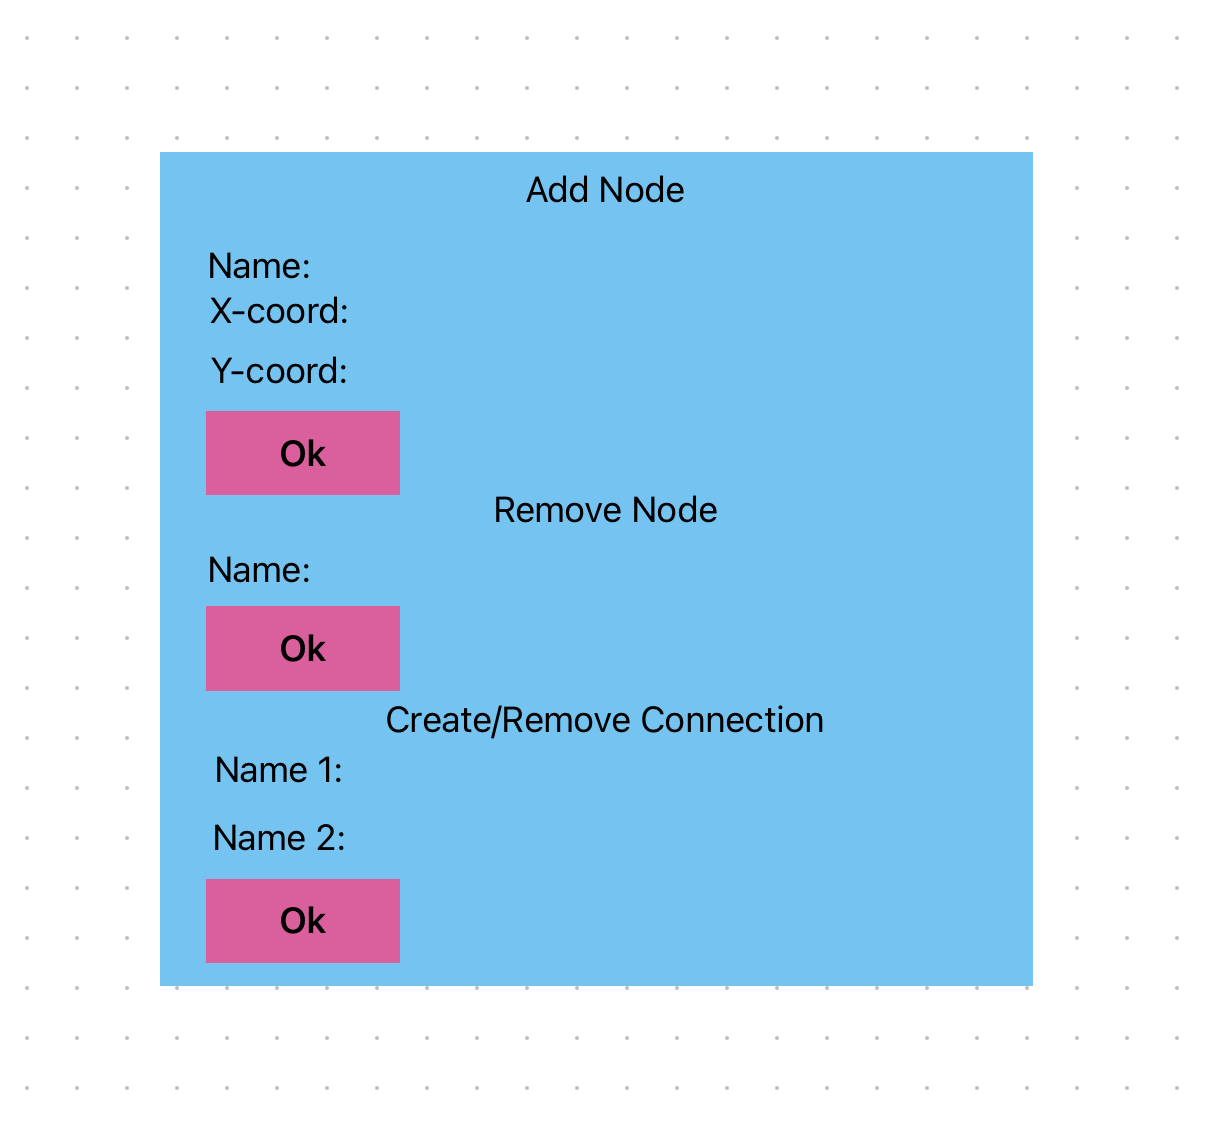 Add Node
Name:
X-coord:
Y-coord:
Ok
Remove Node
Name:
Ok
Create/Remove Connection
Name 1:
Name 2:
Ok